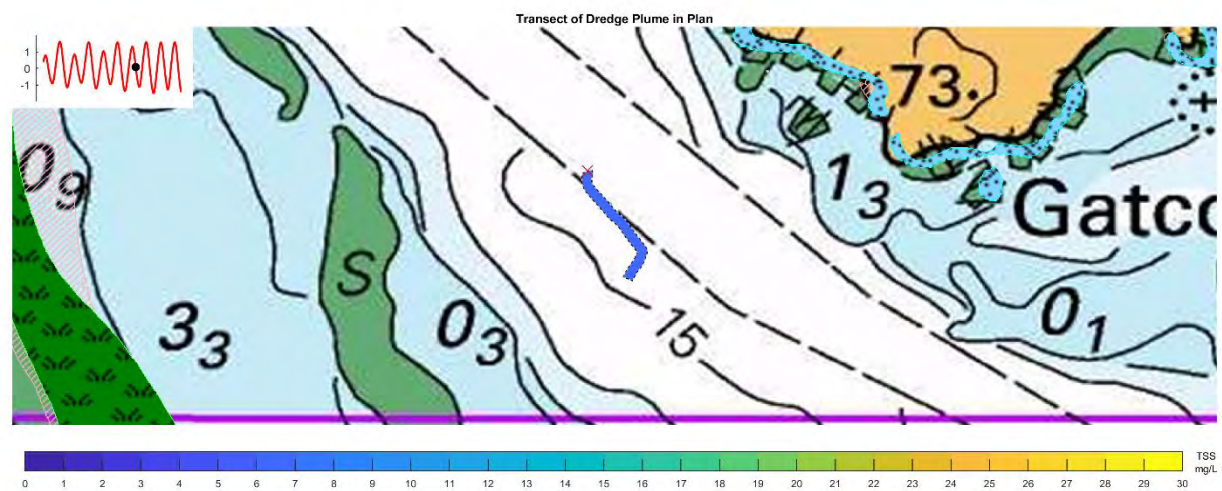 Transect of Dredge Plume in Plan
1
0
-1
73.
0₉
1₃
Gatco
S
3₃
0₃
15
0₁
TSS
mg/L
0 1 2 3 4 5 6 7 8 9 10 11 12 13 14 15 16 17 18 19 20 21 22 23 24 25 26 27 28 29 30